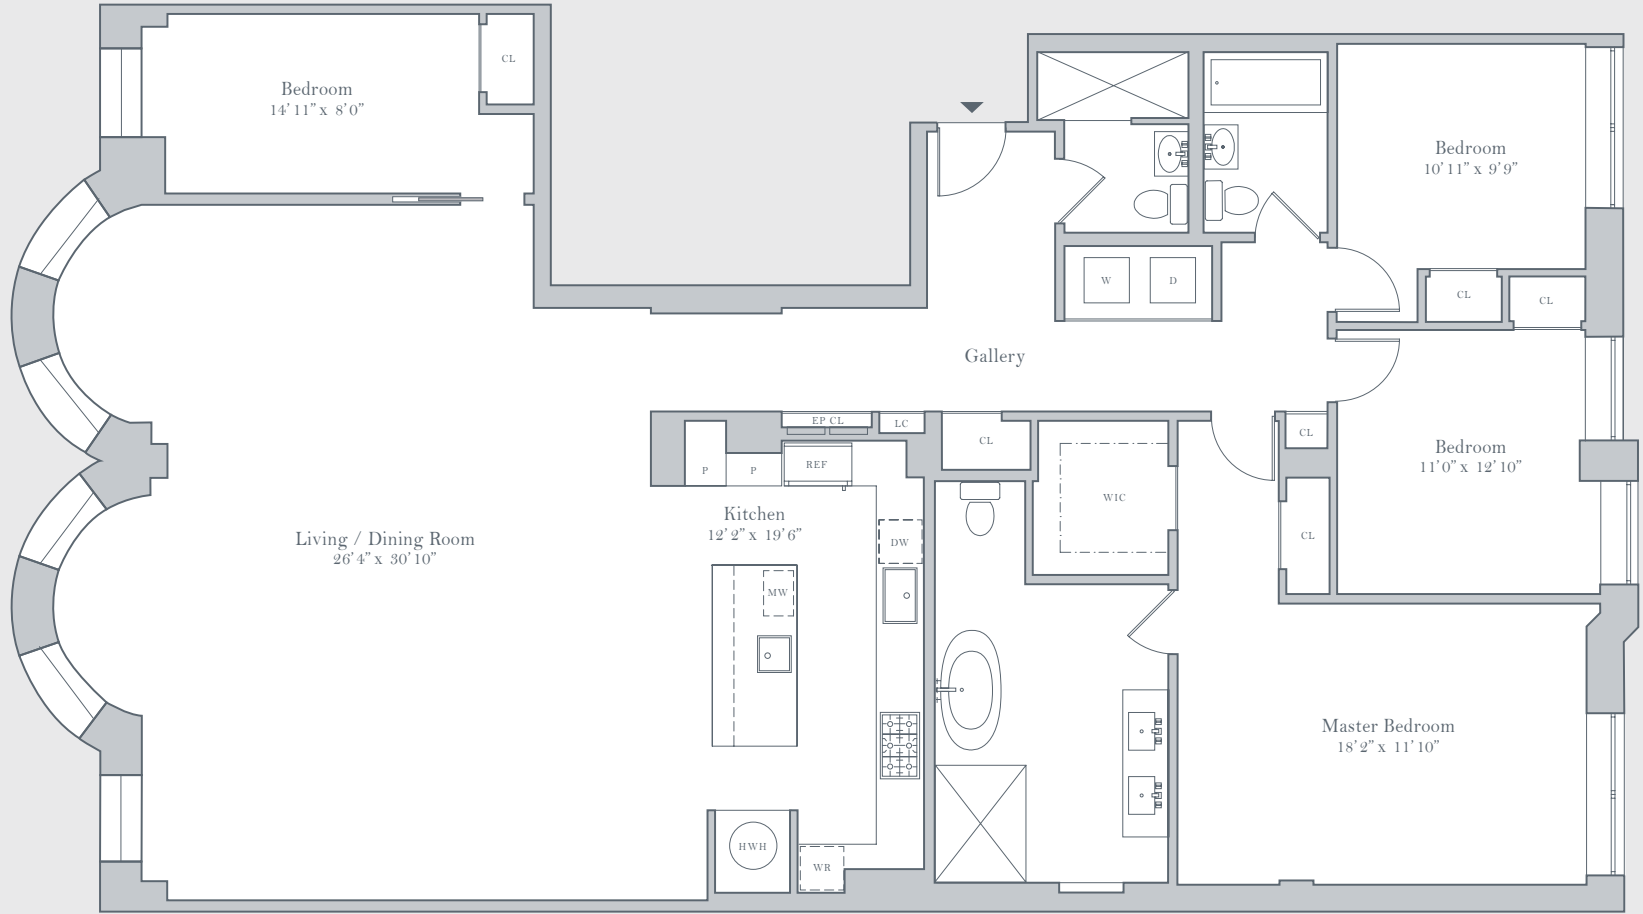 Bedroom
14’11” x 8’0”
CL
Bedroom
10’11” x 9’9”
W
D
CL
CL
Gallery
EP CL
LC
CL
CL
P
P
REF
WIC
Bedroom
11’0” x 12’10”
Kitchen
12’2” x 19’6”
DW
CL
Living / Dining Room
26’4” x 30’10”
MW
Master Bedroom
18’2” x 11’10”
HWH
WR